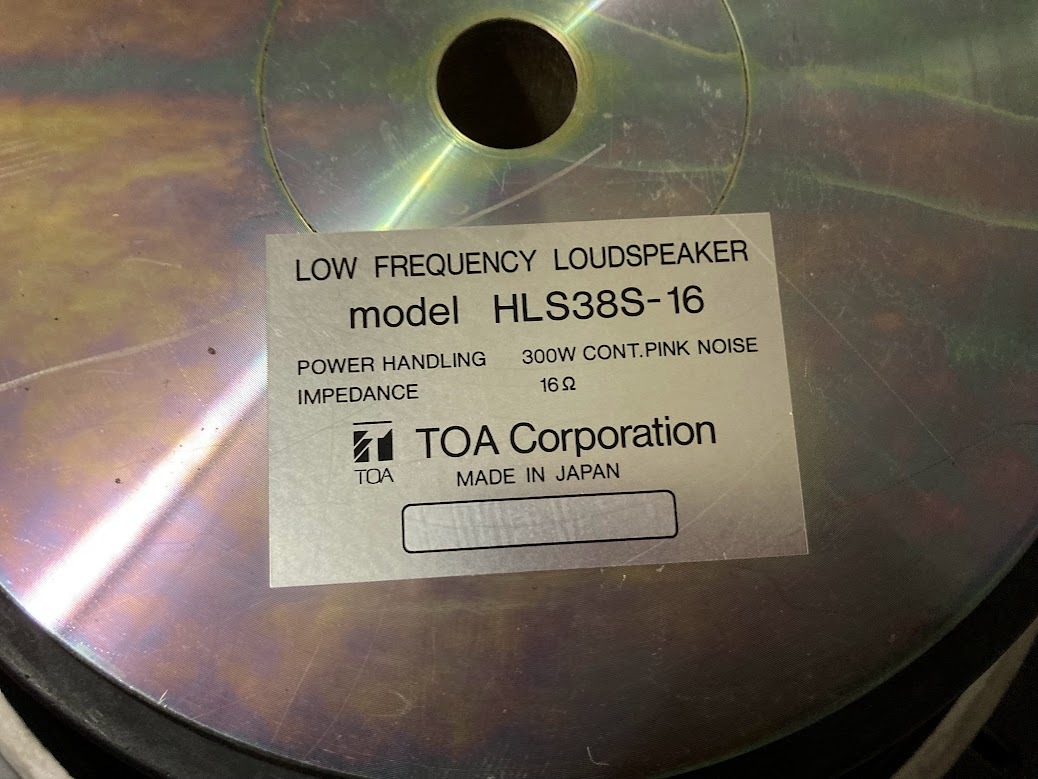 LOW FREQUENCY LOUDSPEAKER
model HLS38S-16
POWER HANDLING 300W CONT.PINK NOISE
IMPEDANCE 16Ω
TOA TOA Corporation
MADE IN JAPAN